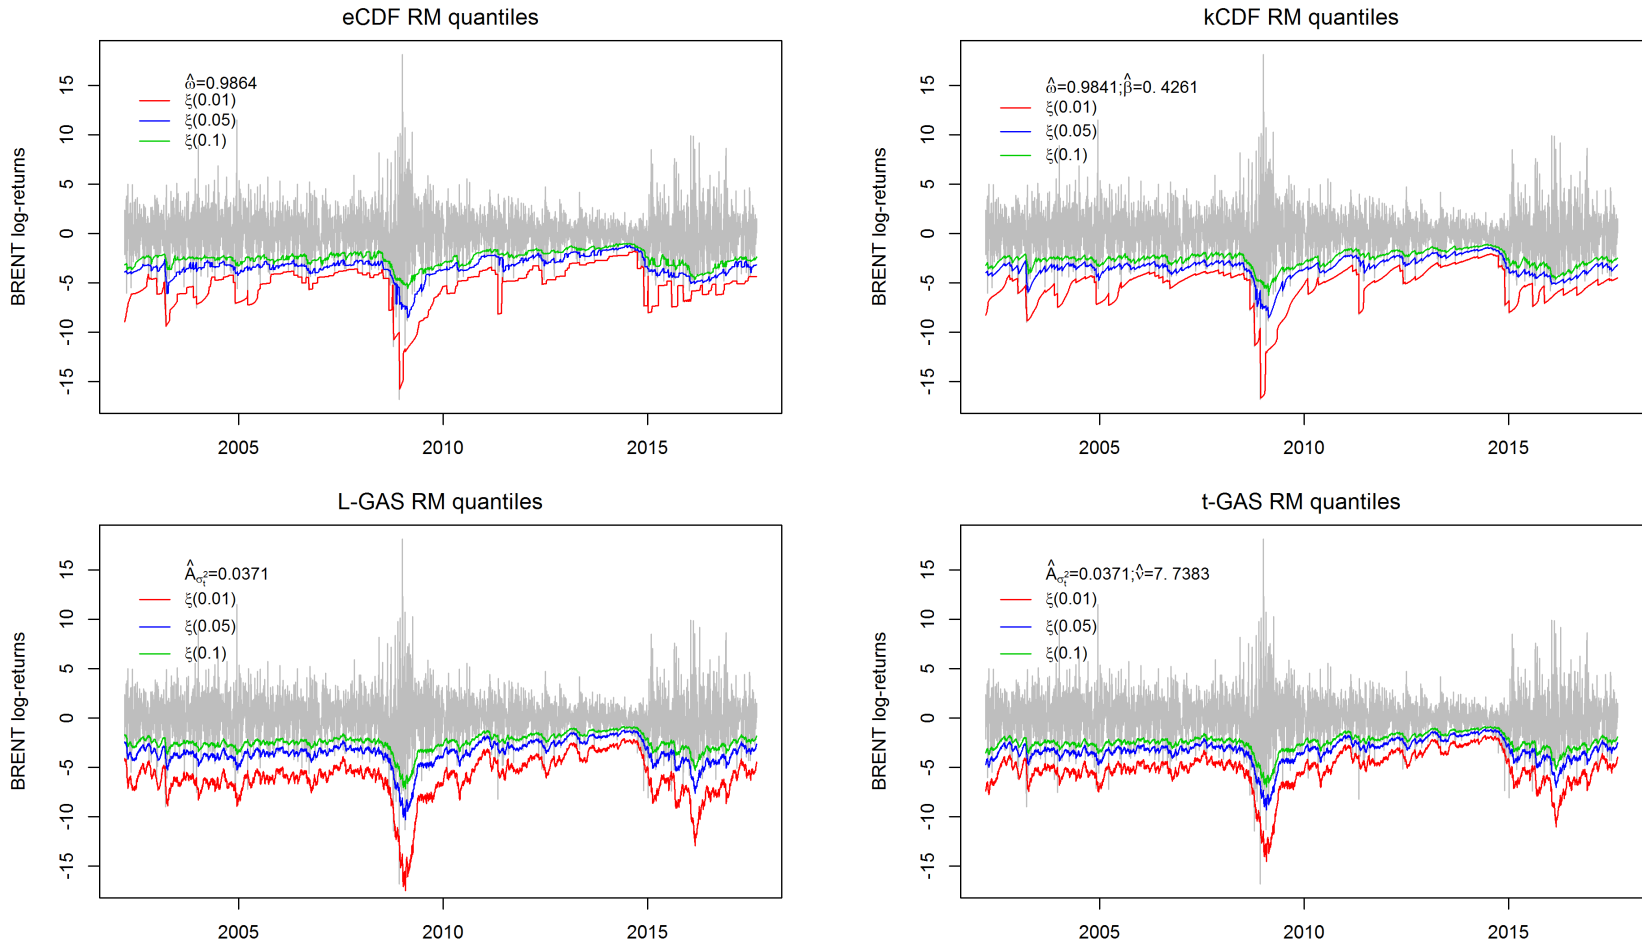 eCDF RM quantiles
BRENT log-returns
15
10
5
0
-5
-10
-15
ω̂=0.9864
ξ(0.01)
ξ(0.05)
ξ(0.1)
2005
2010
2015
kCDF RM quantiles
BRENT log-returns
15
10
5
0
-5
-10
-15
ω̂=0.9841;β̂=0. 4261
ξ(0.01)
ξ(0.05)
ξ(0.1)
2005
2010
2015
L-GAS RM quantiles
BRENT log-returns
15
10
5
0
-5
-10
-15
Â_σ²_t=0.0371
ξ(0.01)
ξ(0.05)
ξ(0.1)
2005
2010
2015
t-GAS RM quantiles
BRENT log-returns
15
10
5
0
-5
-10
-15
Â_σ²_t=0.0371;ν̂=7. 7383
ξ(0.01)
ξ(0.05)
ξ(0.1)
2005
2010
2015